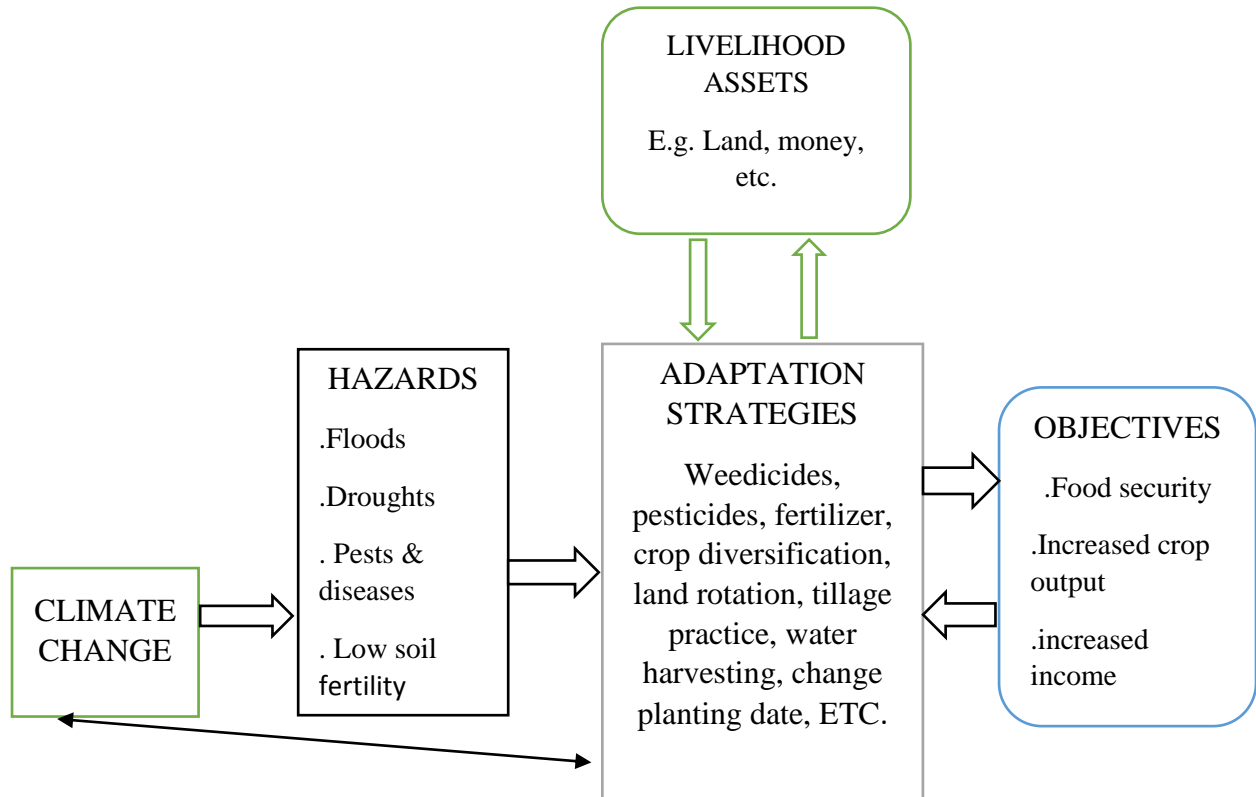 LIVELIHOOD
ASSETS
E.g. Land, money,
etc.
CLIMATE
CHANGE
HAZARDS
.Floods
.Droughts
. Pests &
diseases
. Low soil
fertility
ADAPTATION
STRATEGIES
Weedicides,
pesticides, fertilizer,
crop diversification,
land rotation, tillage
practice, water
harvesting, change
planting date, ETC.
OBJECTIVES
.Food security
.Increased crop
output
.increased
income